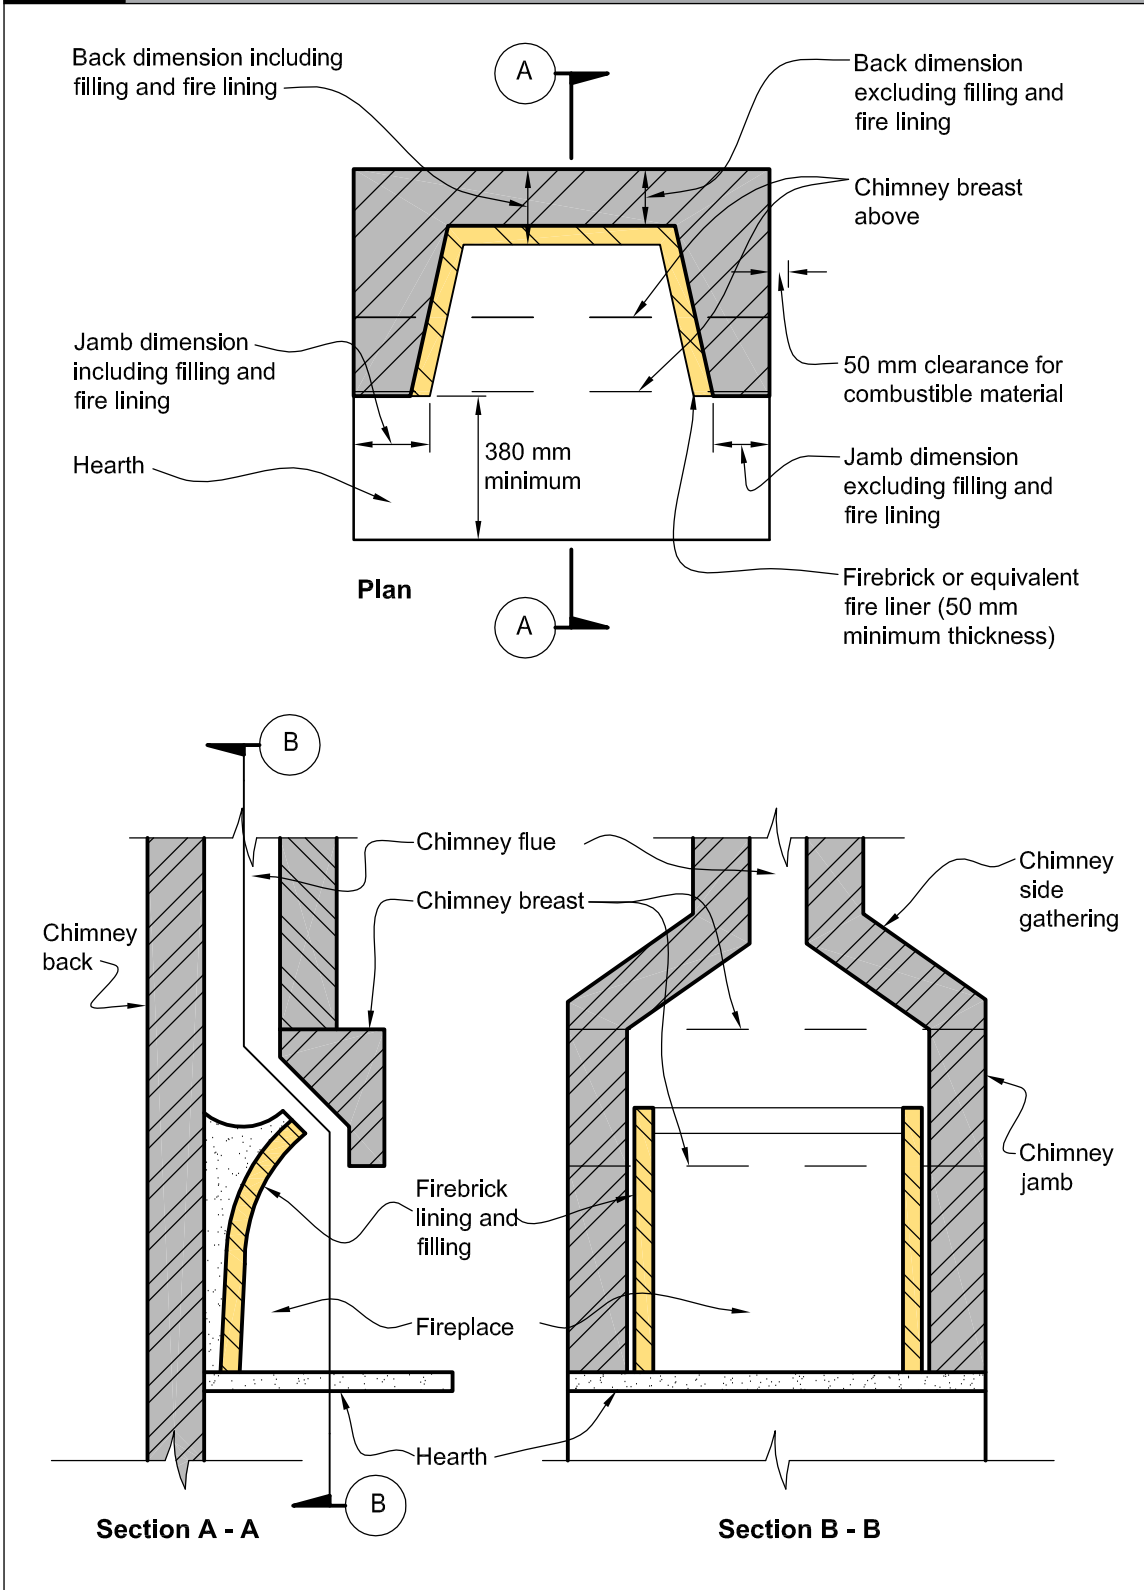 Back dimension including
filling and fire lining
A
Back dimension
excluding filling and
fire lining
Chimney breast
above
Jamb dimension
including filling and
fire lining
50 mm clearance for
combustible material
Hearth
380 mm
minimum
Jamb dimension
excluding filling and
fire lining
Plan
A
Firebrick or equivalent
fire liner (50 mm
minimum thickness)
B
Chimney flue
Chimney breast
Chimney
side
gathering
Chimney
back
Chimney
jamb
Firebrick
lining and
filling
Fireplace
Hearth
B
Section A - A
Section B - B